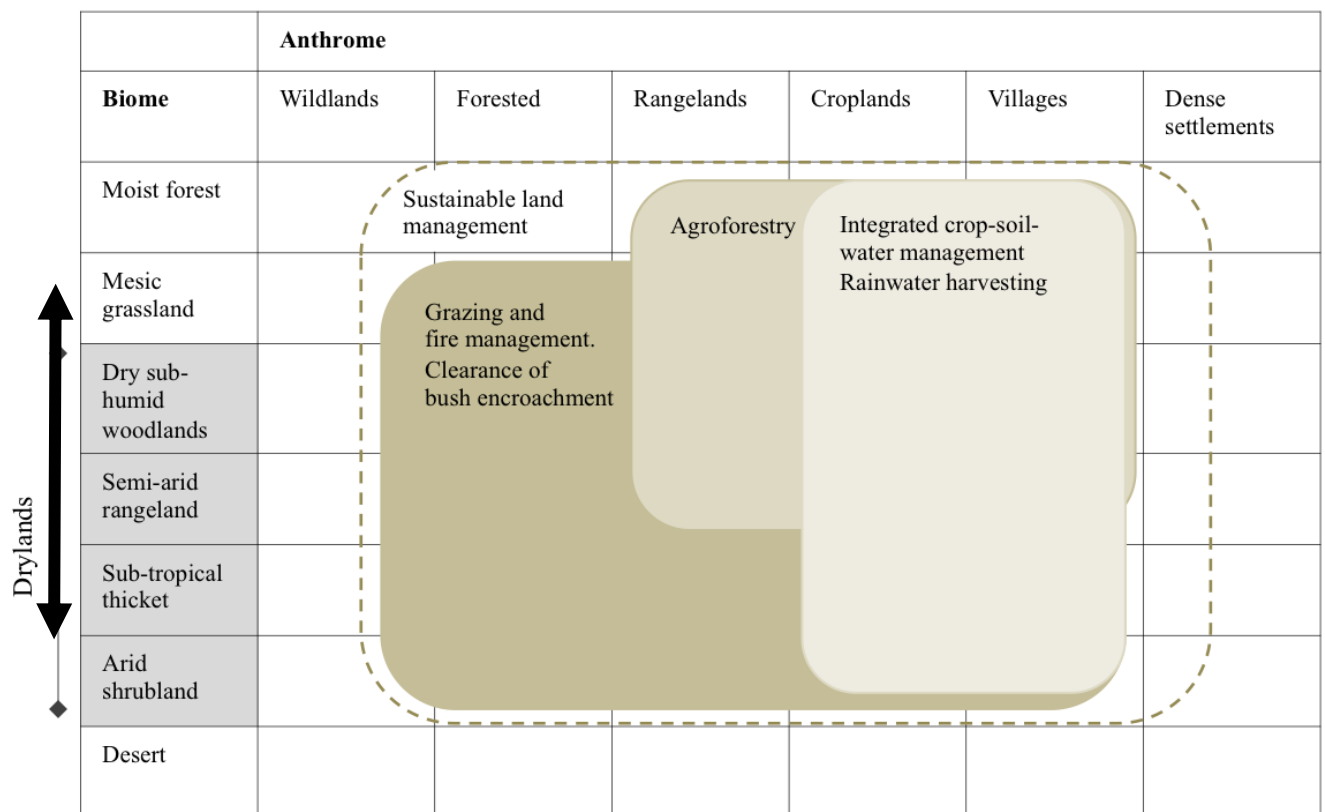 Anthrome
Biome
Wildlands
Forested
Rangelands
Croplands
Villages
Dense
settlements
Moist forest
Sustainable land
management
Agroforestry
Integrated crop-soil-
water management
Rainwater harvesting
Mesic
grassland
Grazing and
fire management.
Clearance of
bush encroachment
Dry sub-
humid
woodlands
Semi-arid
rangeland
Drylands
Sub-tropical
thicket
Arid
shrubland
Desert